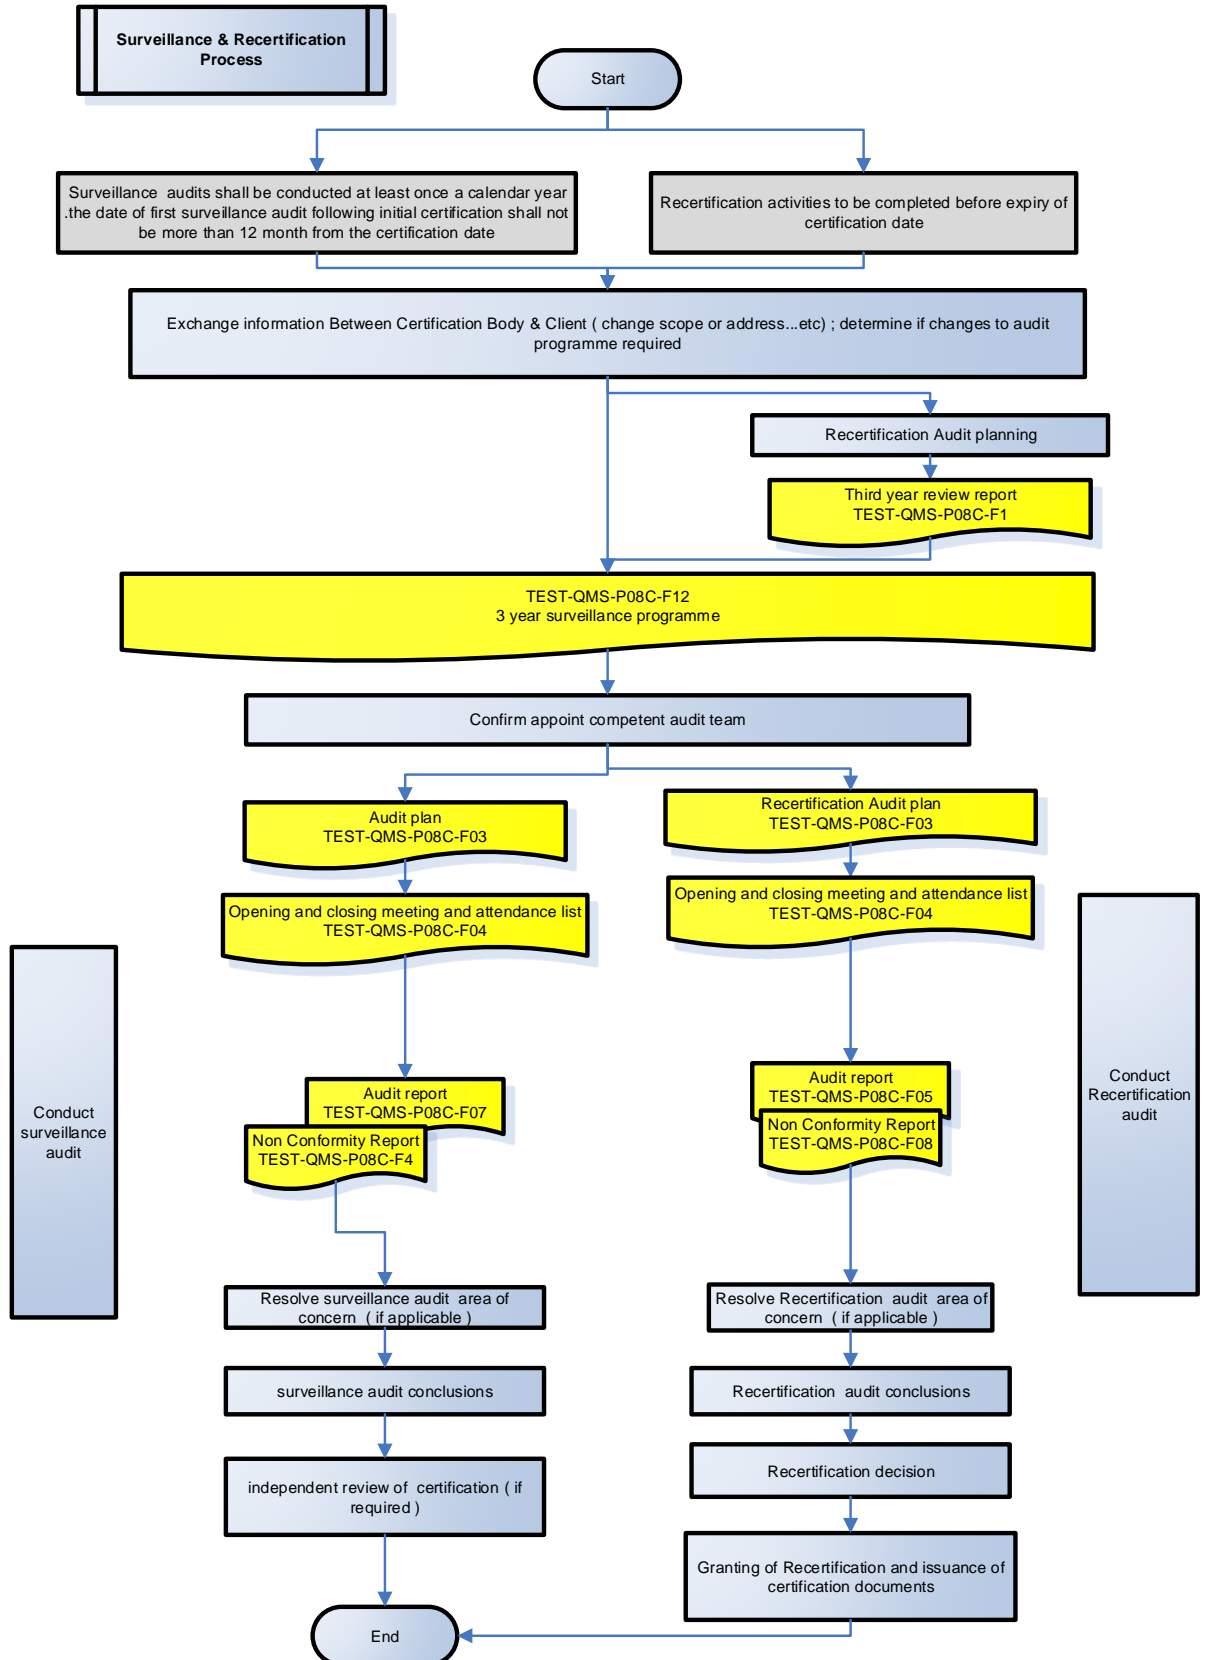 Surveillance & Recertification
Process
Start
Surveillance audits shall be conducted at least once a calendar year
.the date of first surveillance audit following initial certification shall not
be more than 12 month from the certification date
Recertification activities to be completed before expiry of
certification date
Exchange information Between Certification Body & Client ( change scope or address...etc) ; determine if changes to audit
programme required
Recertification Audit planning
Third year review report
TEST-QMS-P08C-F1
TEST-QMS-P08C-F12
3 year surveillance programme
Confirm appoint competent audit team
Audit plan
TEST-QMS-P08C-F03
Recertification Audit plan
TEST-QMS-P08C-F03
Opening and closing meeting and attendance list
TEST-QMS-P08C-F04
Opening and closing meeting and attendance list
TEST-QMS-P08C-F04
Conduct
surveillance
audit
Audit report
TEST-QMS-P08C-F07
Non Conformity Report
TEST-QMS-P08C-F4
Audit report
TEST-QMS-P08C-F05
Non Conformity Report
TEST-QMS-P08C-F08
Conduct
Recertification
audit
Resolve surveillance audit area of
concern ( if applicable )
Resolve Recertification audit area of
concern ( if applicable )
surveillance audit conclusions
Recertification audit conclusions
independent review of certification ( if
required )
Recertification decision
Granting of Recertification and issuance of
certification documents
End